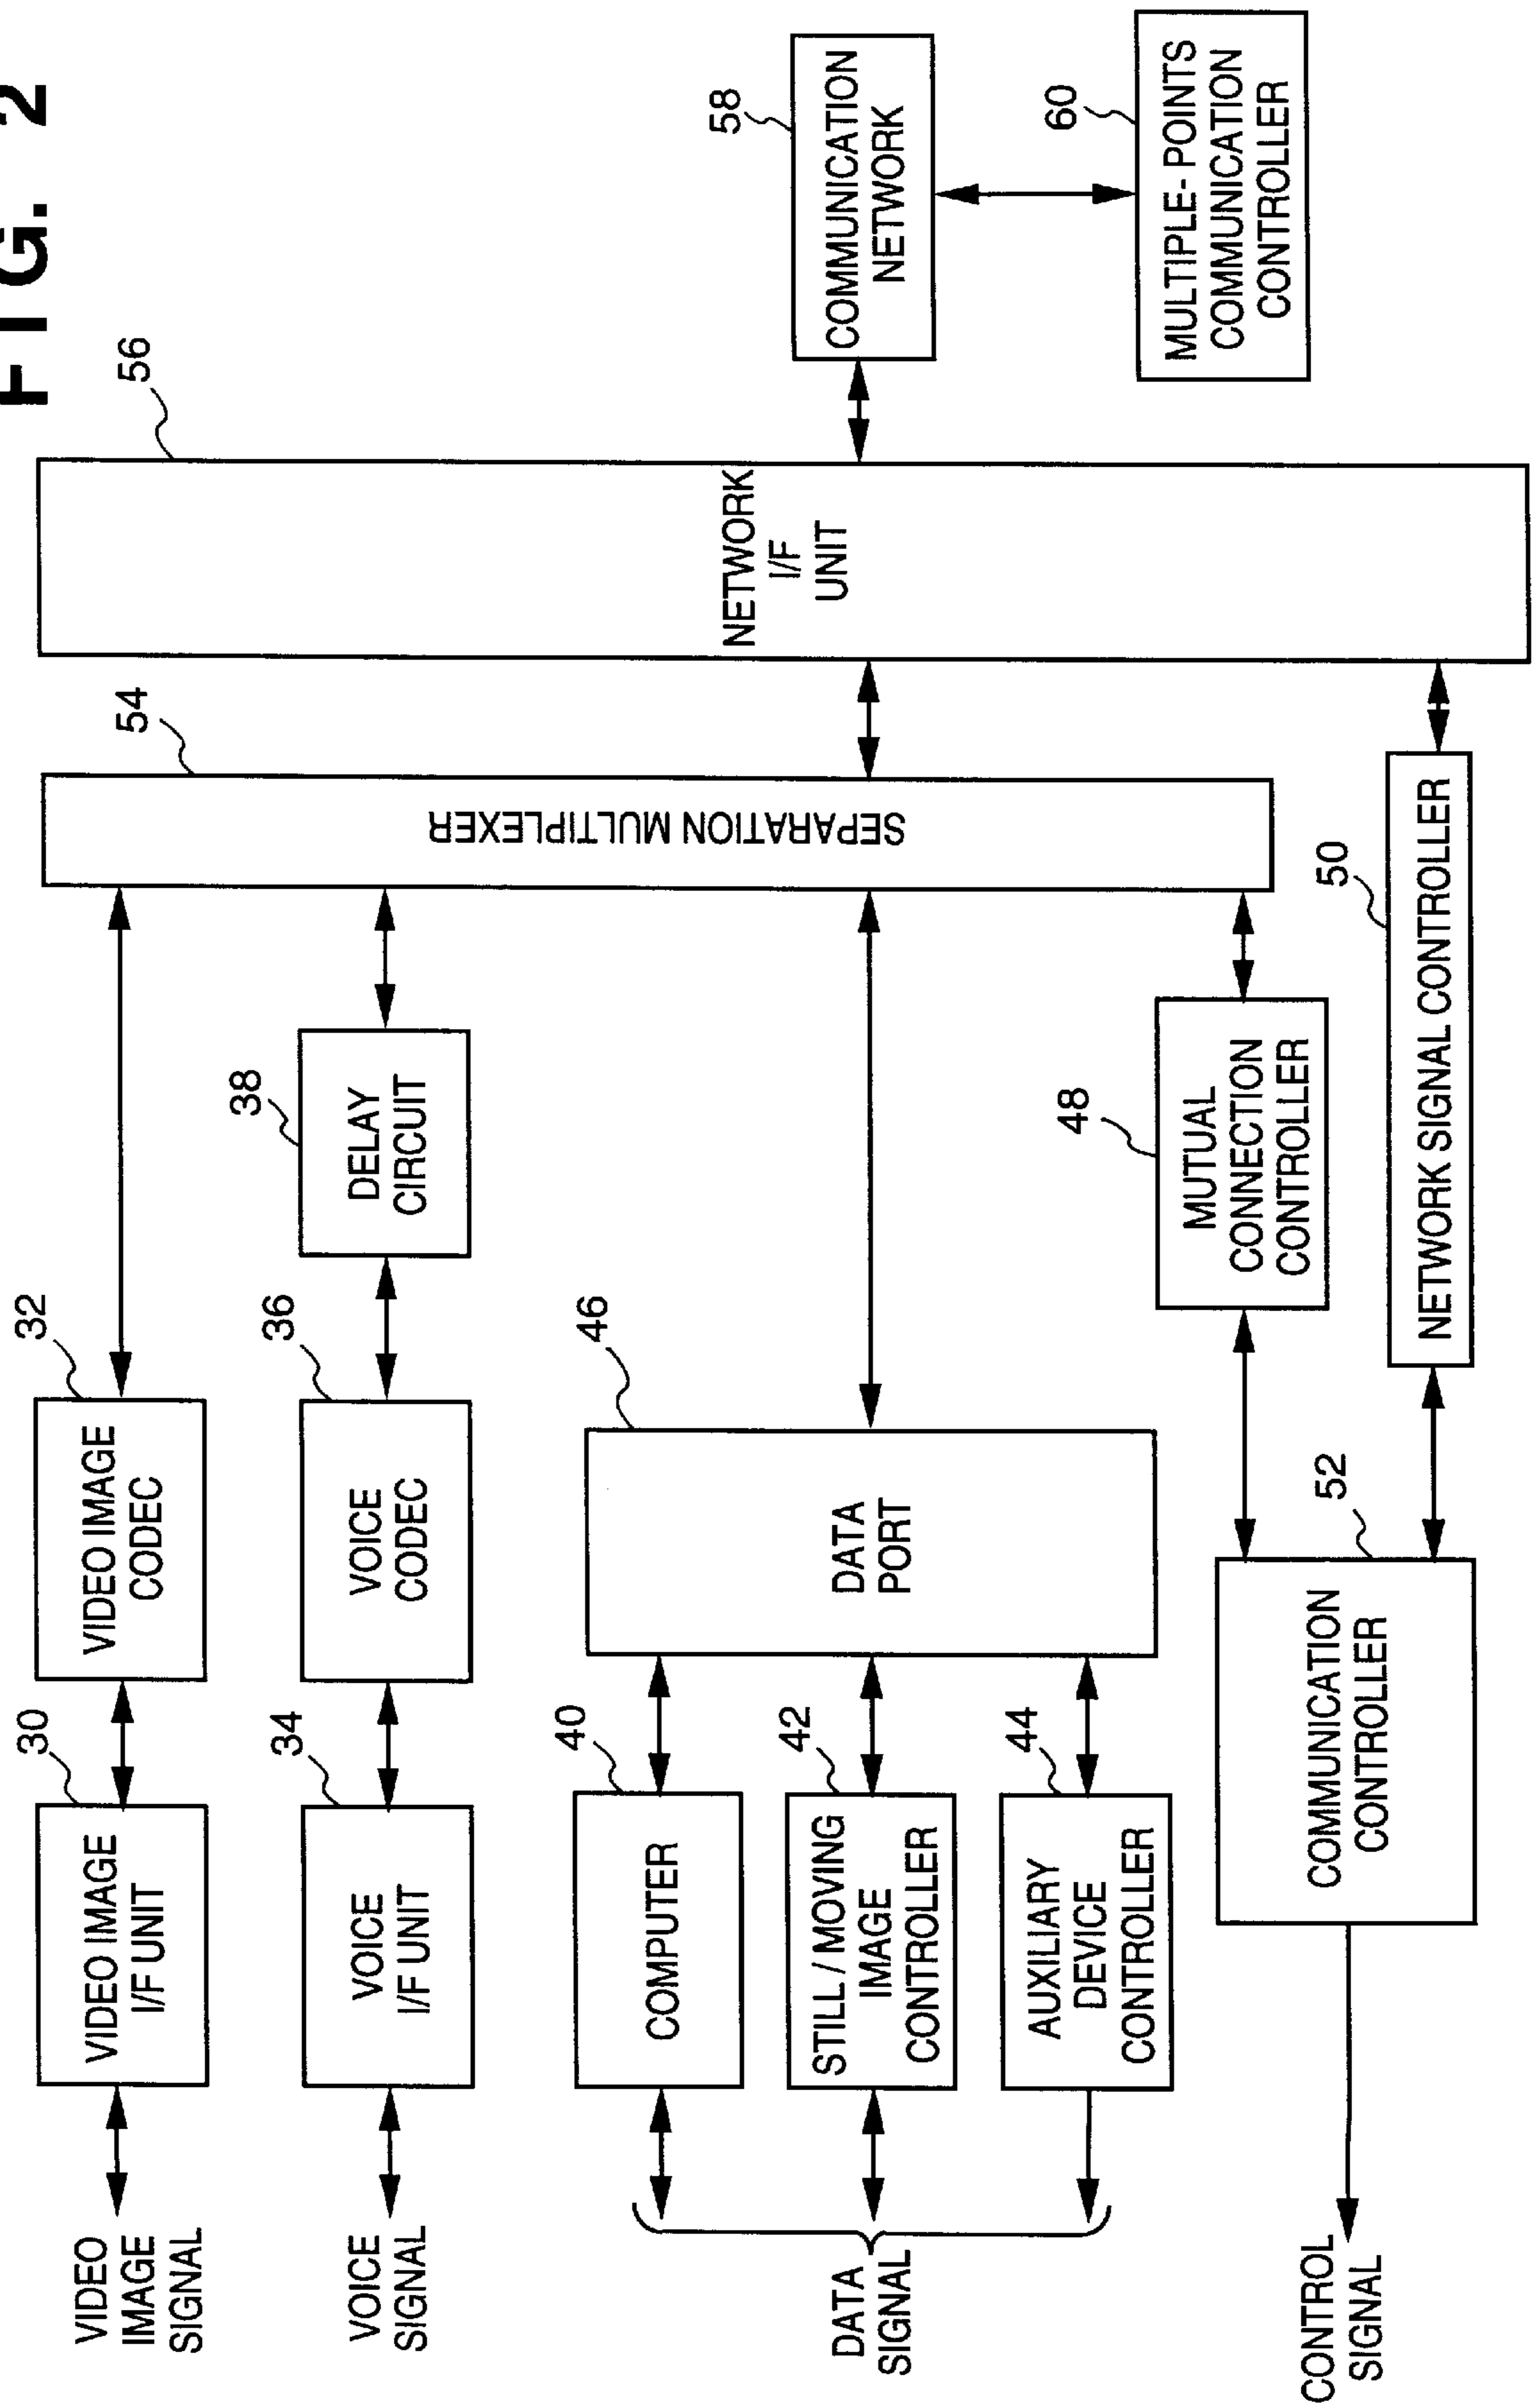 FIG. 2
VIDEO
IMAGE
SIGNAL
30
VIDEO IMAGE
I/F UNIT
32
VIDEO IMAGE
CODEC
VOICE
SIGNAL
34
VOICE
I/F UNIT
36
VOICE
CODEC
38
DELAY
CIRCUIT
DATA
SIGNAL
40
COMPUTER
42
STILL / MOVING
IMAGE
CONTROLLER
44
AUXILIARY
DEVICE
CONTROLLER
46
DATA
PORT
48
MUTUAL
CONNECTION
CONTROLLER
50
NETWORK SIGNAL CONTROLLER
CONTROL
SIGNAL
52
COMMUNICATION
CONTROLLER
54
SEPARATION MULTIPLEXER
56
NETWORK
I/F
UNIT
58
COMMUNICATION
NETWORK
60
MULTIPLE-POINTS
COMMUNICATION
CONTROLLER